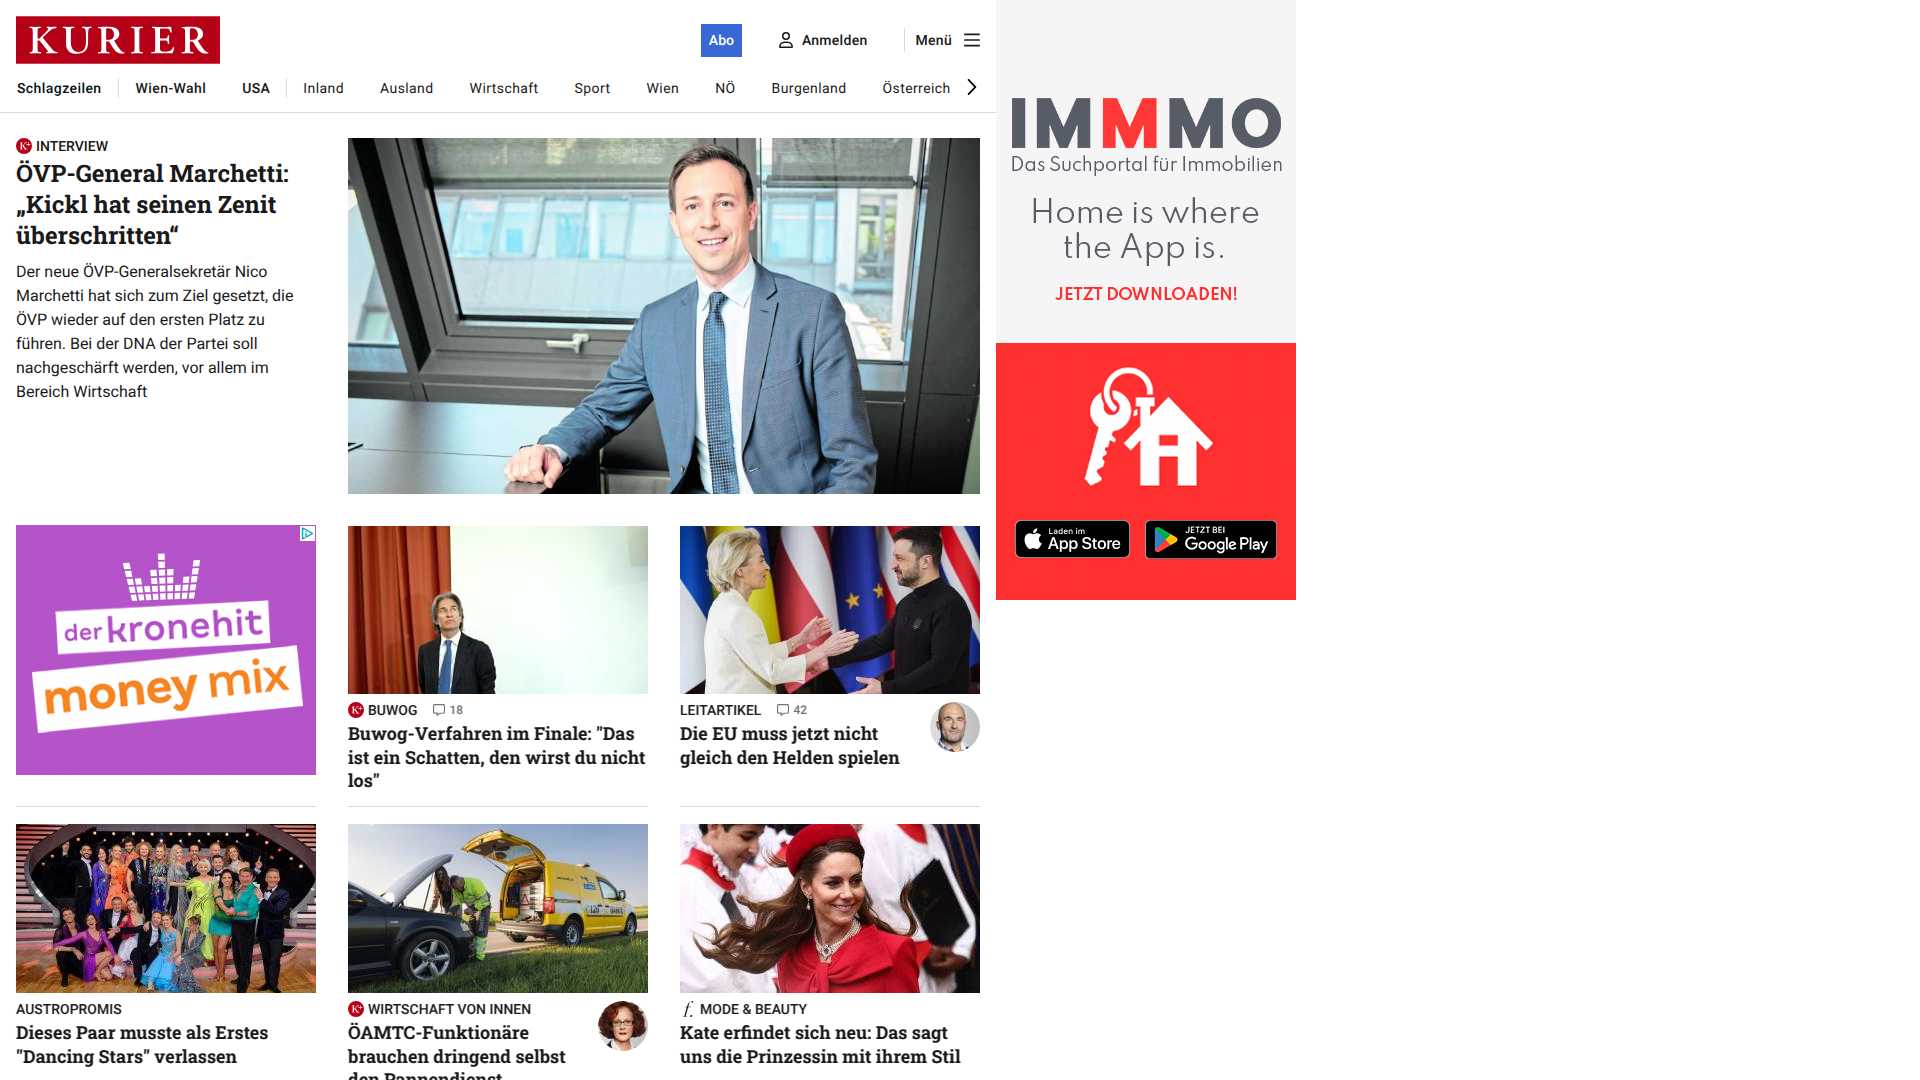 KURIER
Abo
Anmelden
Menü
Schlagzeilen
Wien-Wahl
USA
Inland
Ausland
Wirtschaft
Sport
Wien
NÖ
Burgenland
Österreich
K+ INTERVIEW
ÖVP-General Marchetti:
„Kickl hat seinen Zenit
überschritten“
Der neue ÖVP-Generalsekretär Nico
Marchetti hat sich zum Ziel gesetzt, die
ÖVP wieder auf den ersten Platz zu
führen. Bei der DNA der Partei soll
nachgeschärft werden, vor allem im
Bereich Wirtschaft
IMMMO
Das Suchportal für Immobilien
Home is where
the App is.
JETZT DOWNLOADEN!
Laden im
App Store
JETZT BEI
Google Play
der kronehit
money mix
K+ BUWOG 18
Buwog-Verfahren im Finale: "Das
ist ein Schatten, den wirst du nicht
los"
LEITARTIKEL 42
Die EU muss jetzt nicht
gleich den Helden spielen
AUSTROPROMIS
Dieses Paar musste als Erstes
"Dancing Stars" verlassen
K+ WIRTSCHAFT VON INNEN
ÖAMTC-Funktionäre
brauchen dringend selbst
den Pannendienst
f. MODE & BEAUTY
Kate erfindet sich neu: Das sagt
uns die Prinzessin mit ihrem Stil